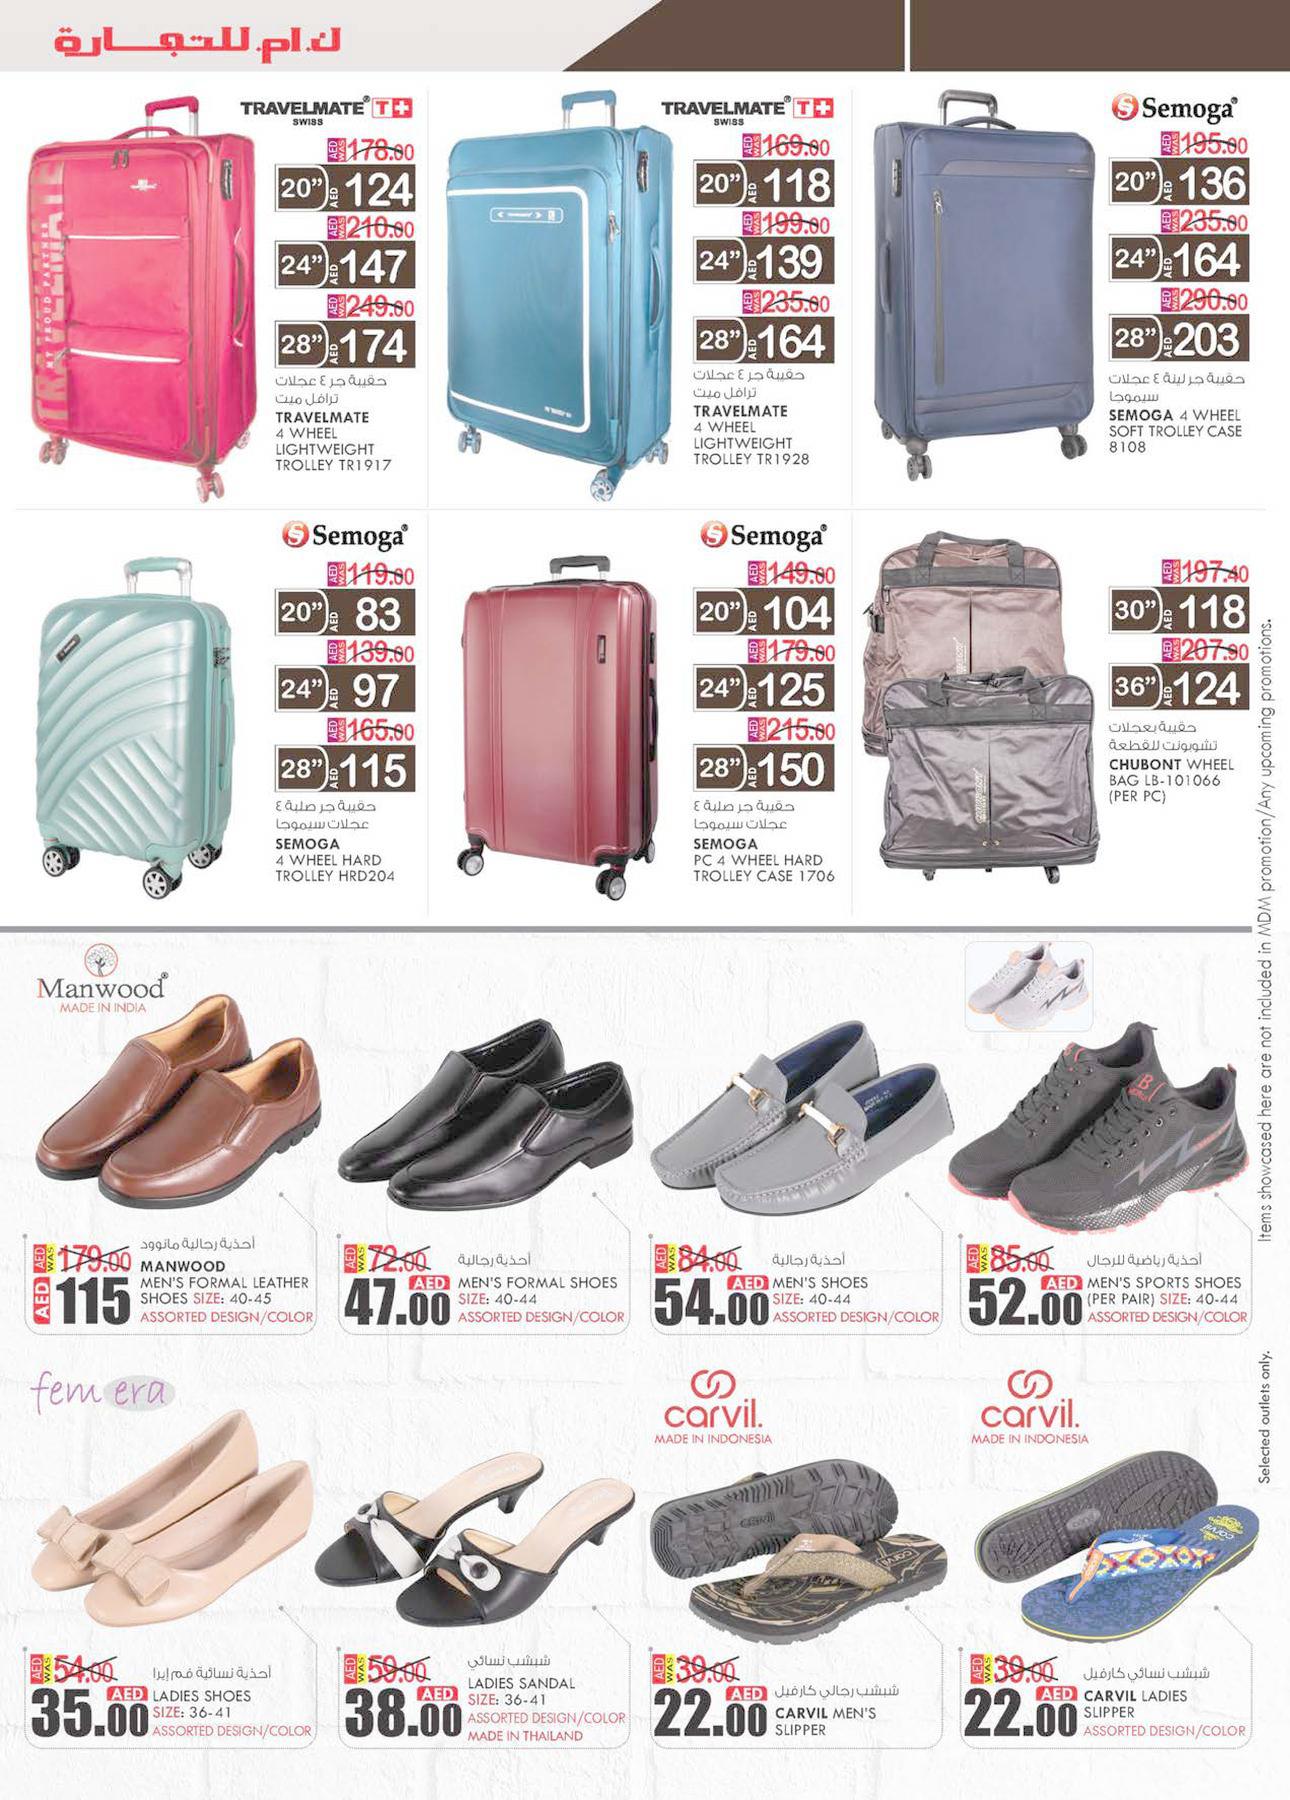 ك.ام.للتجارة
TRAVELMATE® T+
SWISS
AED WAS 178.00
20” AED 124
AED WAS 210.00
24” AED 147
AED WAS 249.00
28” AED 174
حقيبة جر ٤ عجلات
ترافل ميت
TRAVELMATE
4 WHEEL
LIGHTWEIGHT
TROLLEY TR1917
MY PROUD PARTNER
TRAVELMATE® T+
SWISS
AED WAS 169.00
20” AED 118
AED WAS 199.00
24” AED 139
AED WAS 235.00
28” AED 164
حقيبة جر ٤ عجلات
ترافل ميت
TRAVELMATE
4 WHEEL
LIGHTWEIGHT
TROLLEY TR1928
TRAVELMATE
Semoga®
AED WAS 195.00
20” AED 136
AED WAS 235.00
24” AED 164
AED WAS 290.00
28” AED 203
حقيبة جر لينة ٤ عجلات
سيموجا
SEMOGA 4 WHEEL
SOFT TROLLEY CASE
8108
Semoga®
AED WAS 119.00
20” AED 83
AED WAS 139.00
24” AED 97
AED WAS 165.00
28” AED 115
حقيبة جر صلبة ٤
عجلات سيموجا
SEMOGA
4 WHEEL HARD
TROLLEY HRD204
Semoga®
AED WAS 149.00
20” AED 104
AED WAS 179.00
24” AED 125
AED WAS 215.00
28” AED 150
حقيبة جر صلبة ٤
عجلات سيموجا
SEMOGA
PC 4 WHEEL HARD
TROLLEY CASE 1706
AED WAS 197.40
30” AED 118
AED WAS 207.90
36” AED 124
حقيبة بعجلات
تشوبونت للقطعة
CHUBONT WHEEL
BAG LB-101066
(PER PC)
Items showcased here are not included in MDM promotion/Any upcoming promotions.
Manwood®
MADE IN INDIA
AED WAS 179.00
AED 115
أحذية رجالية مانوود
MANWOOD
MEN'S FORMAL LEATHER
SHOES SIZE: 40-45
ASSORTED DESIGN/COLOR
AED WAS 72.00
47.00 AED
أحذية رجالية
MEN'S FORMAL SHOES
SIZE: 40-44
ASSORTED DESIGN/COLOR
AED WAS 84.00
54.00 AED
أحذية رجالية
MEN'S SHOES
SIZE: 40-44
ASSORTED DESIGN/COLOR
AED WAS 85.00
52.00 AED
أحذية رياضية للرجال
MEN'S SPORTS SHOES
(PER PAIR) SIZE: 40-44
ASSORTED DESIGN/COLOR
fem era
AED WAS 54.00
35.00 AED
أحذية نسائية فم إيرا
LADIES SHOES
SIZE: 36-41
ASSORTED DESIGN/COLOR
AED WAS 59.00
38.00 AED
شبشب نسائي
LADIES SANDAL
SIZE: 36-41
ASSORTED DESIGN/COLOR
MADE IN THAILAND
carvil.
MADE IN INDONESIA
AED WAS 39.00
22.00 AED
شبشب رجالي كارفيل
CARVIL MEN'S
SLIPPER
carvil.
MADE IN INDONESIA
AED WAS 39.00
22.00 AED
شبشب نسائي كارفيل
CARVIL LADIES
SLIPPER
ASSORTED DESIGN/COLOR
Selected outlets only.